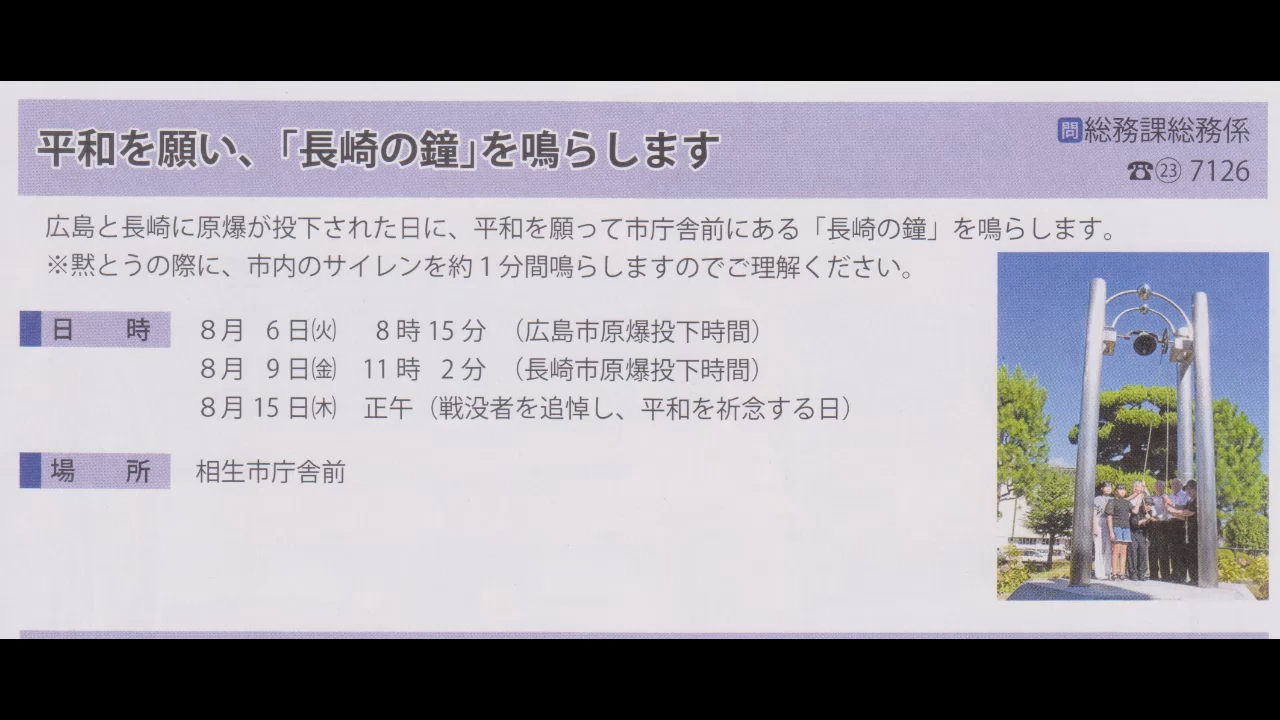 平和を願い、「長崎の鐘」を鳴らします
問総務課総務係
☎㉓ 7126
広島と長崎に原爆が投下された日に、平和を願って市庁舎前にある「長崎の鐘」を鳴らします。
※黙とうの際に、市内のサイレンを約１分間鳴らしますのでご理解ください。
日　時　８月　6 日㈫　8 時 15 分　（広島市原爆投下時間）
８月　9 日㈮　11 時　2 分　（長崎市原爆投下時間）
８月 15 日㈭　正午（戦没者を追悼し、平和を祈念する日）
場　所　相生市庁舎前